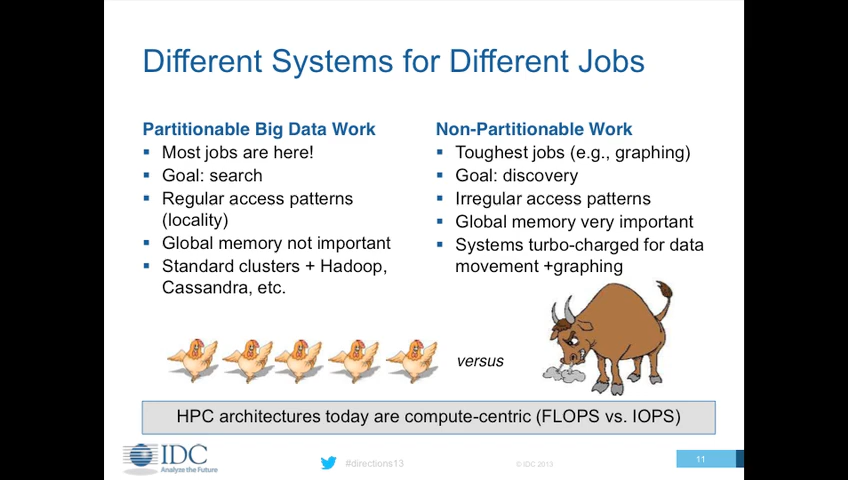 Different Systems for Different Jobs
Partitionable Big Data Work
Most jobs are here!
Goal: search
Regular access patterns
(locality)
Global memory not important
Standard clusters + Hadoop,
Cassandra, etc.
Non-Partitionable Work
Toughest jobs (e.g., graphing)
Goal: discovery
Irregular access patterns
Global memory very important
Systems turbo-charged for data
movement +graphing
versus
HPC architectures today are compute-centric (FLOPS vs. IOPS)
IDC
Analyze the Future
#directions13
© IDC 2013
11